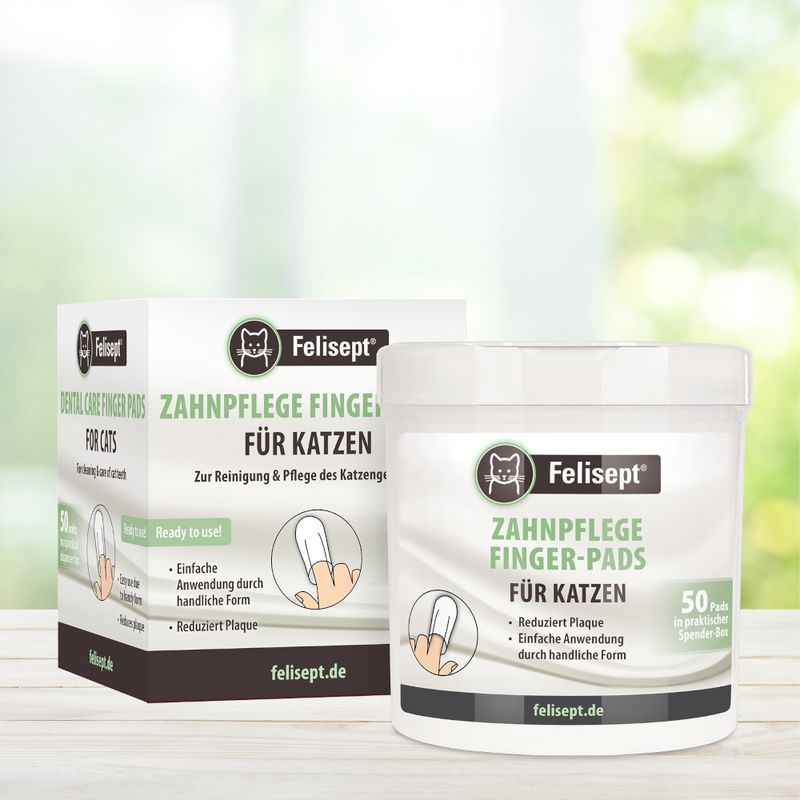 Felisept®
DENTAL CARE FINGER PADS
FOR CATS
For cleaning & care of cat teeth
50
Ready to use!
• Easy use due
to handy form
• Reduces plaque
felisept.de
Felisept®
ZAHNPFLEGE FINGER
FÜR KATZEN
Zur Reinigung & Pflege des Katzenge
Ready to use!
• Einfache
Anwendung durch
handliche Form
• Reduziert Plaque
felisept.de
Felisept®
ZAHNPFLEGE
FINGER-PADS
FÜR KATZEN
• Reduziert Plaque
• Einfache Anwendung
durch handliche Form
50 Pads
in praktischer
Spender-Box
felisept.de